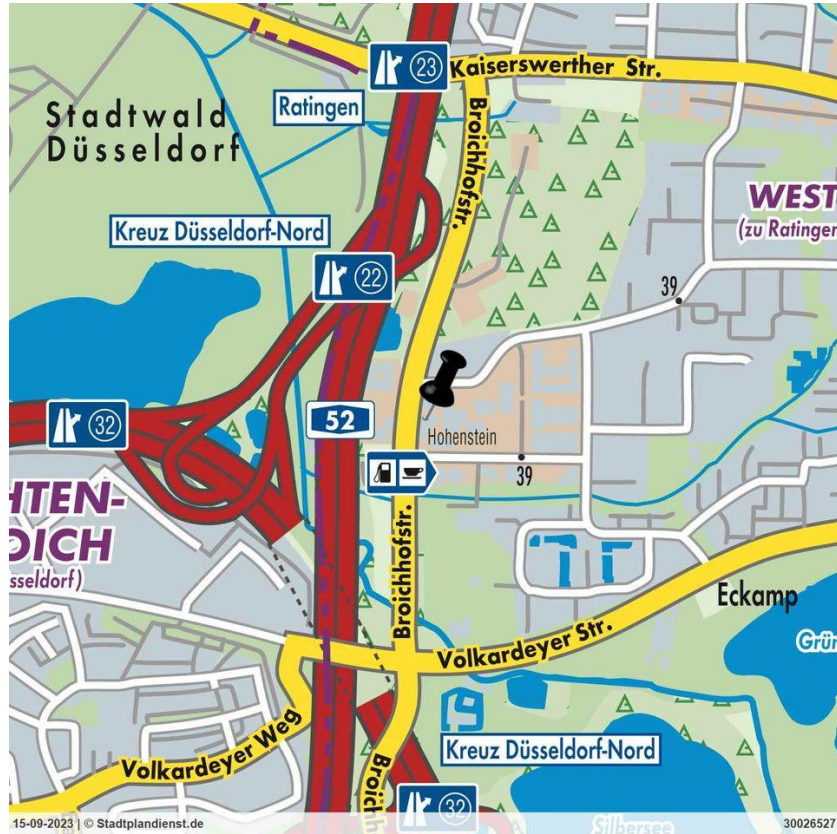 23
Kaiserswerther Str.
Stadtwald
Düsseldorf
Ratingen
Broichhofstr.
WEST
(zu Ratingen
Kreuz Düsseldorf-Nord
22
39
32
52
Hohenstein
39
HTEN-
DICH
sseldorf)
Broichhofstr.
Eckamp
Volkardeyer Str.
Grün
Volkardeyer Weg
Kreuz Düsseldorf-Nord
Broichh
32
Silbersee
15-09-2023 | © Stadtplandienst.de
30026527